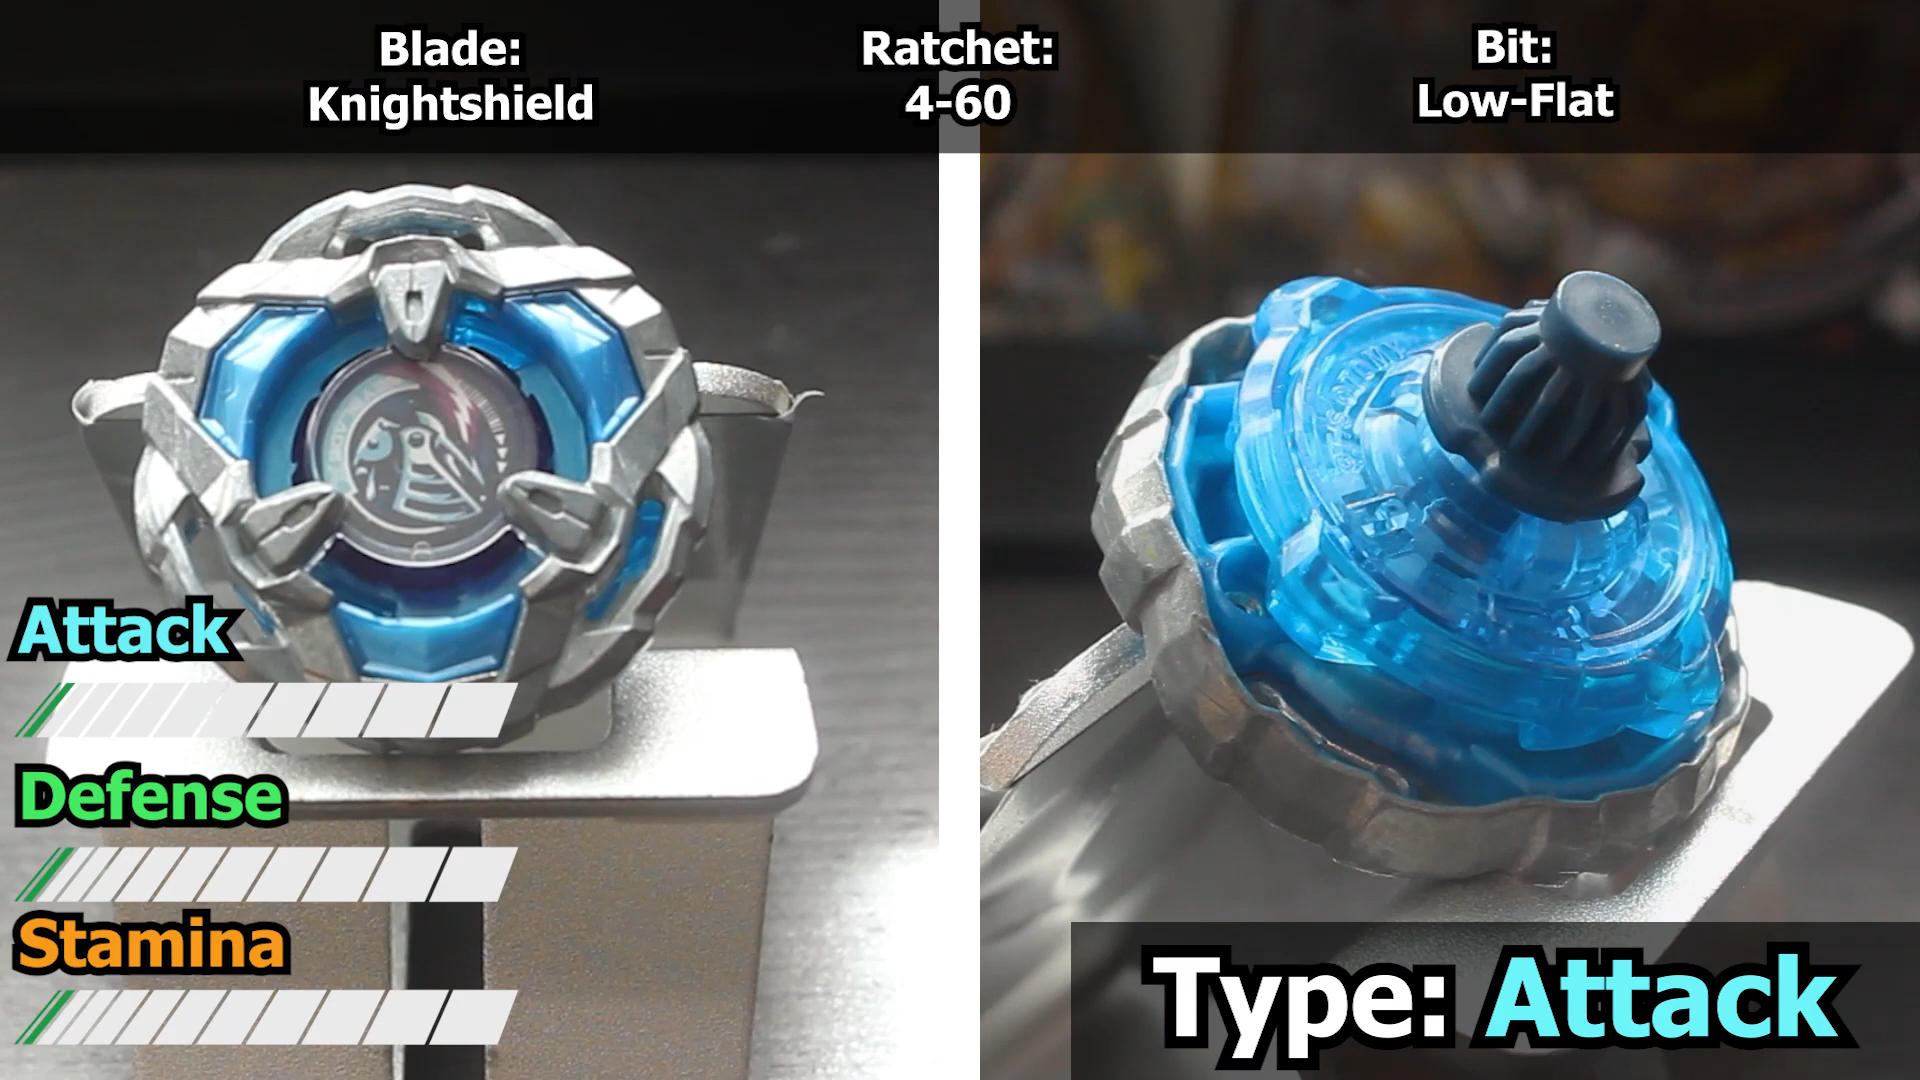 Blade:
Knightshield
Ratchet:
4-60
Bit:
Low-Flat
Attack
Defense
Stamina
Type: Attack